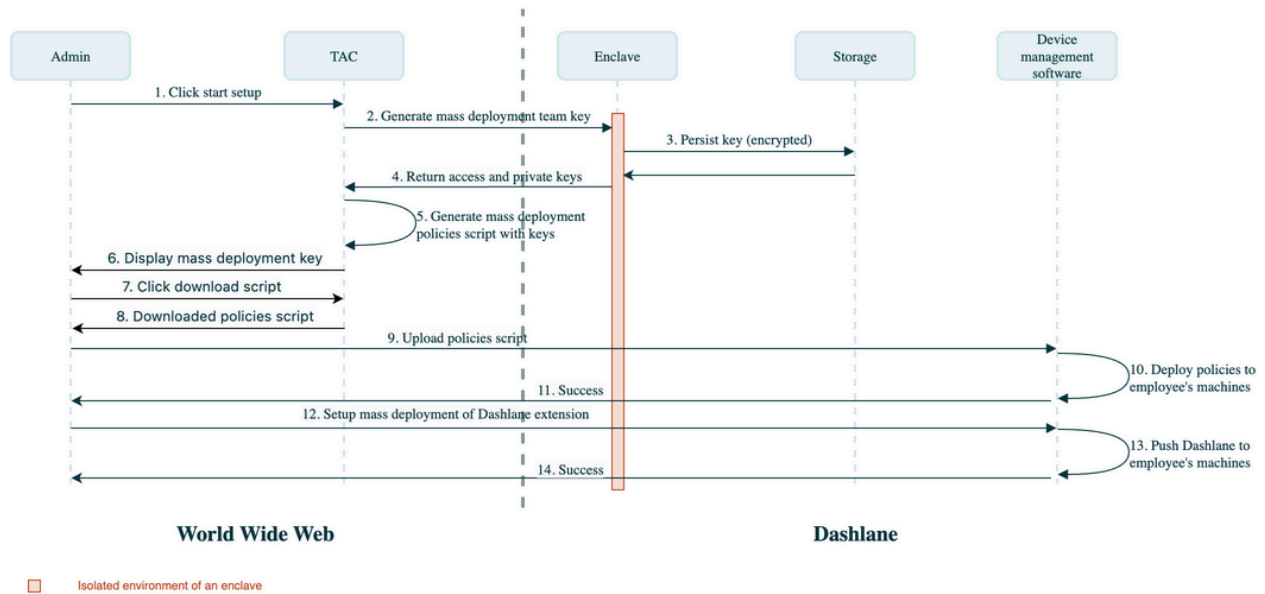 Admin
TAC
Enclave
Storage
Device
management
software
1. Click start setup
2. Generate mass deployment team key
3. Persist key (encrypted)
4. Return access and private keys
5. Generate mass deployment
policies script with keys
6. Display mass deployment key
7. Click download script
8. Downloaded policies script
9. Upload policies script
10. Deploy policies to
employee's machines
11. Success
12. Setup mass deployment of Dashlane extension
13. Push Dashlane to
employee's machines
14. Success
World Wide Web
Dashlane
Isolated environment of an enclave